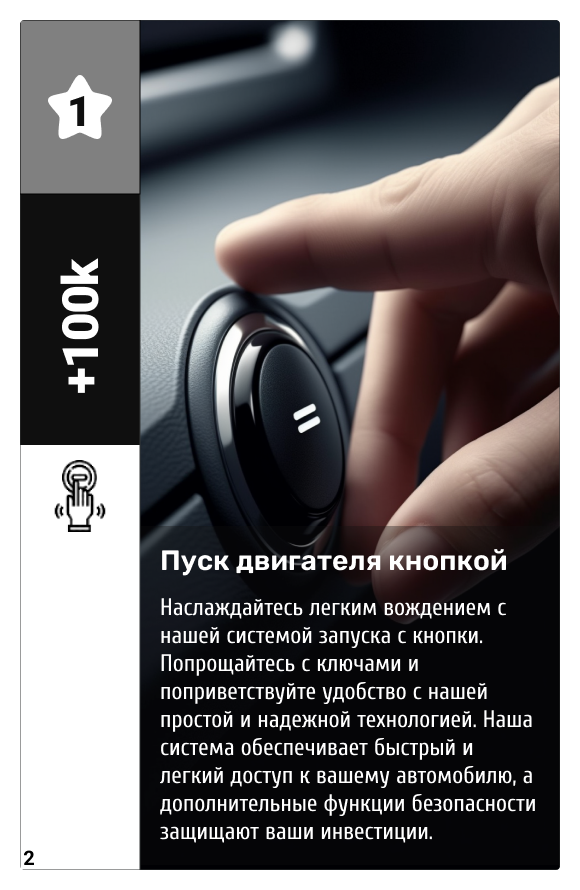 1
+100k
Пуск двигателя кнопкой
Наслаждайтесь легким вождением с
нашей системой запуска с кнопки.
Попрощайтесь с ключами и
поприветствуйте удобство с нашей
простой и надежной технологией. Наша
система обеспечивает быстрый и
легкий доступ к вашему автомобилю, а
дополнительные функции безопасности
защищают ваши инвестиции.
2